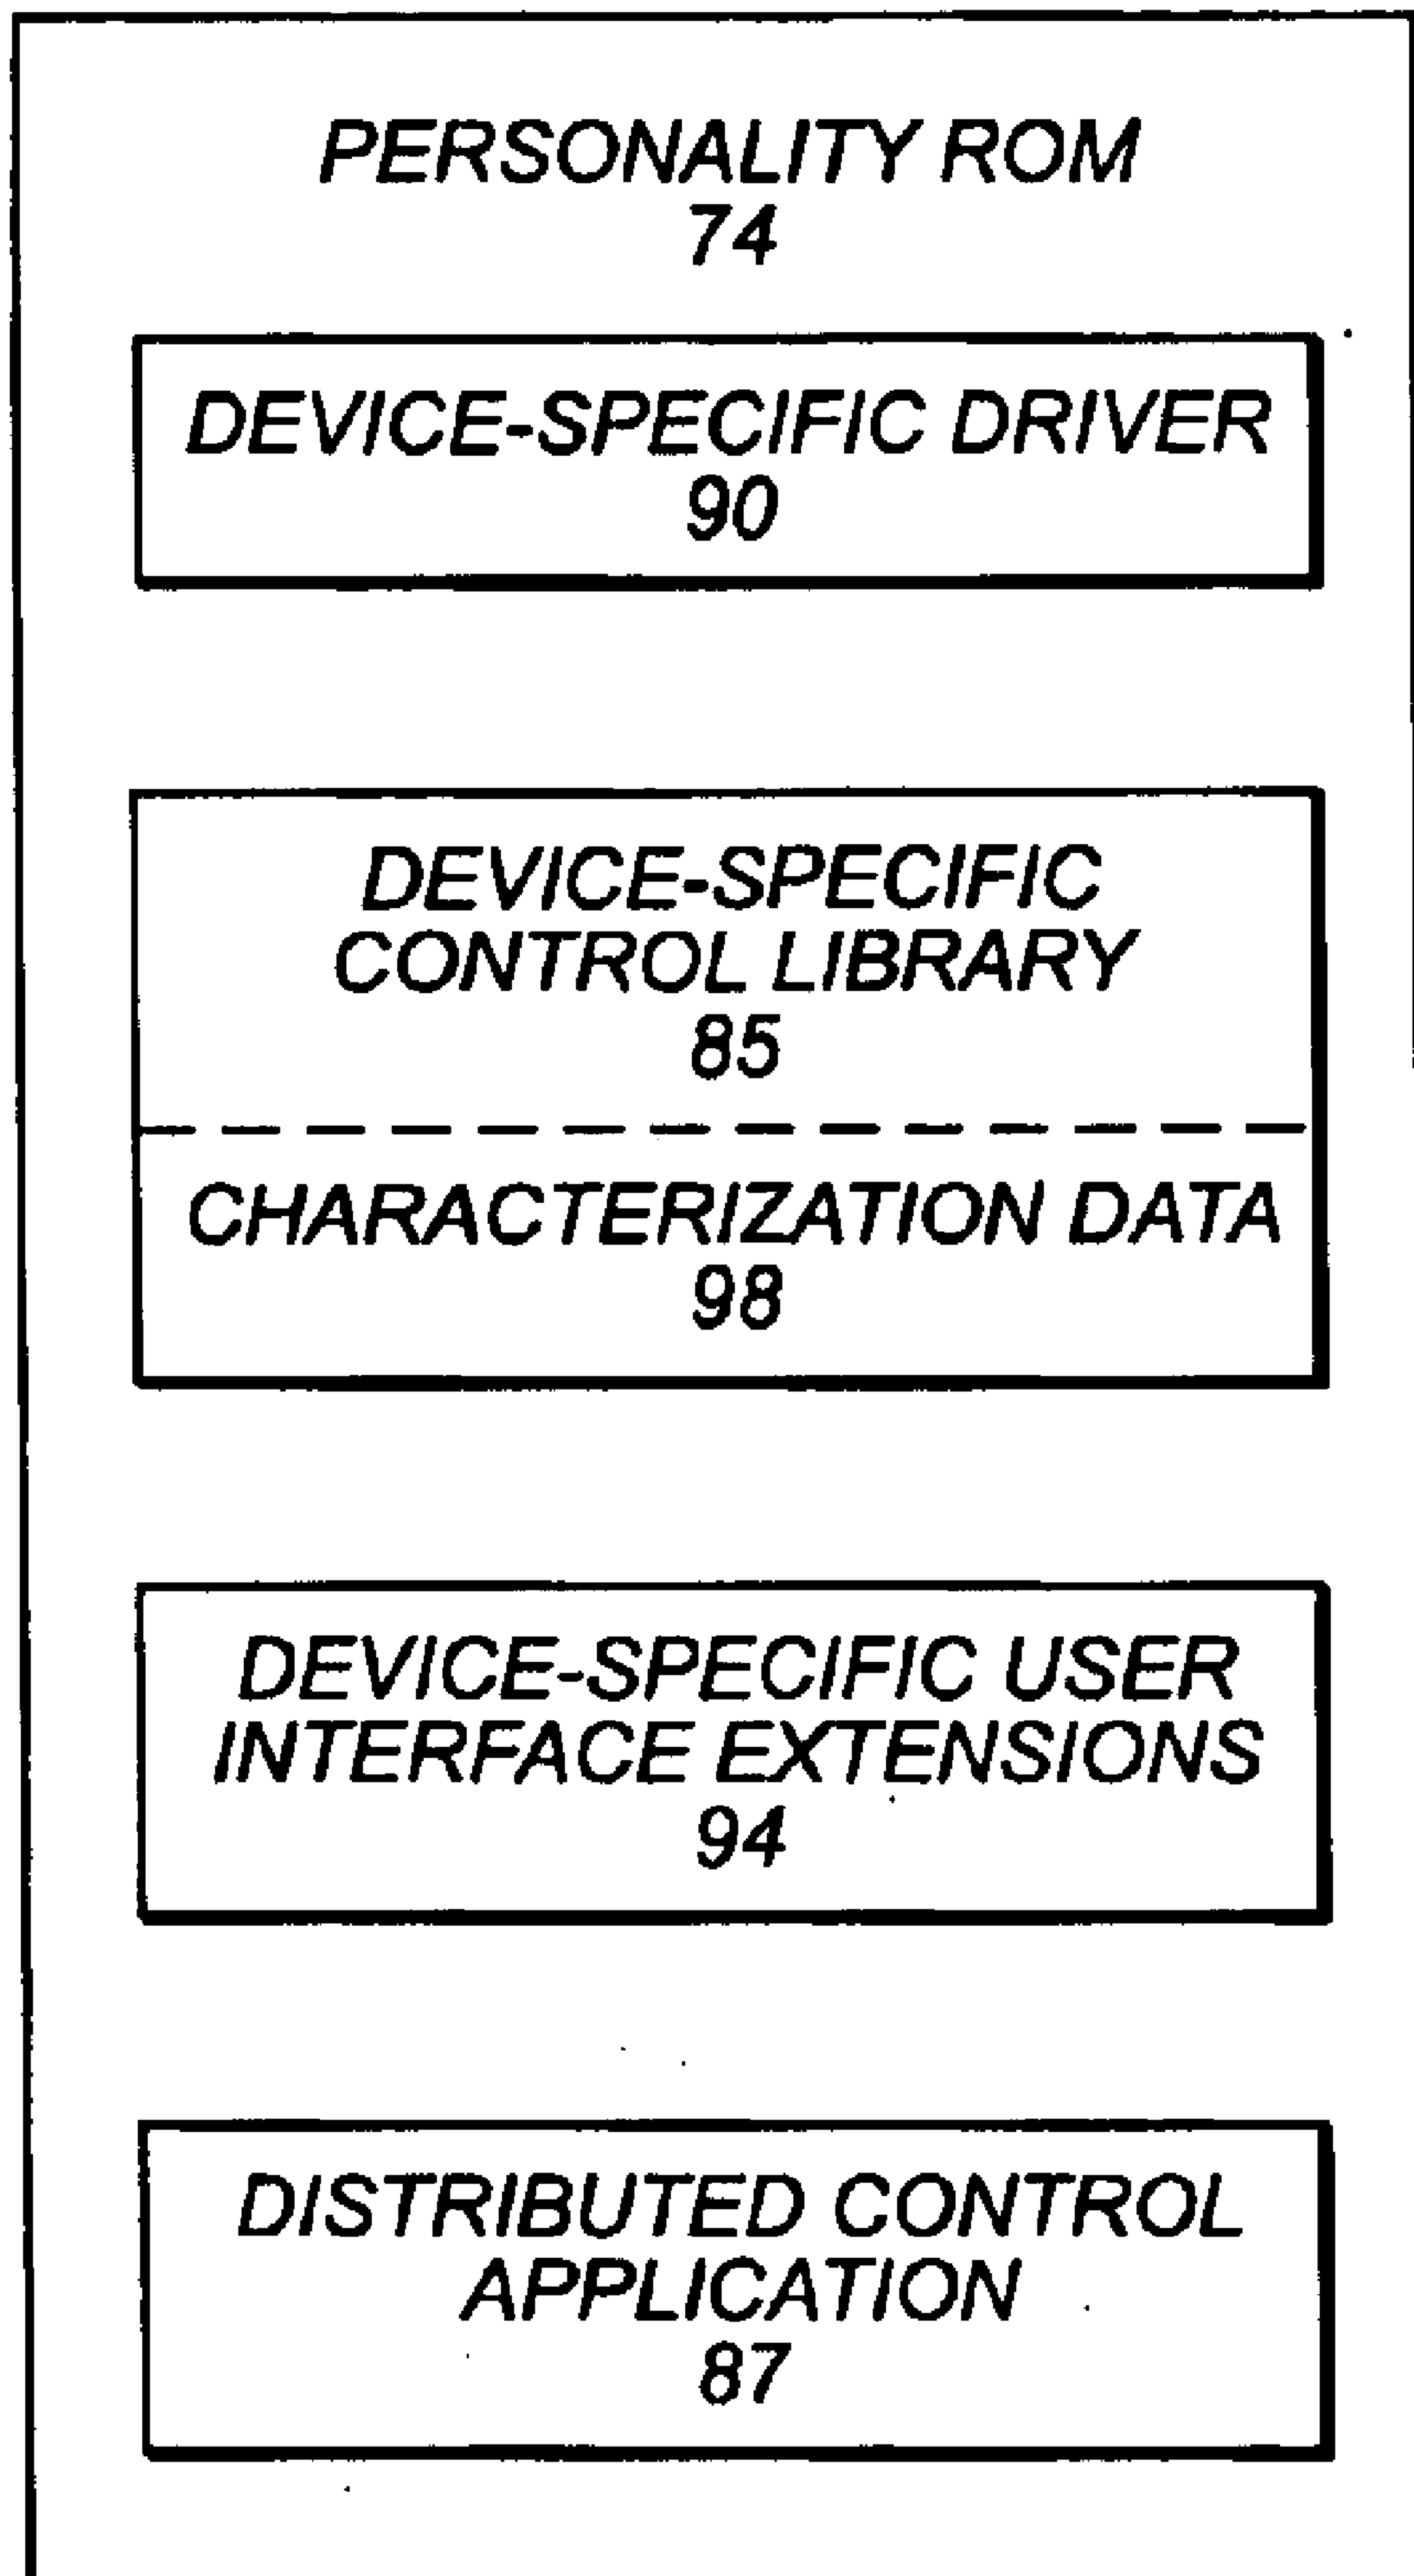 PERSONALITY ROM
74
DEVICE-SPECIFIC DRIVER
90
DEVICE-SPECIFIC
CONTROL LIBRARY
85
CHARACTERIZATION DATA
98
DEVICE-SPECIFIC USER
INTERFACE EXTENSIONS
94
DISTRIBUTED CONTROL
APPLICATION
87